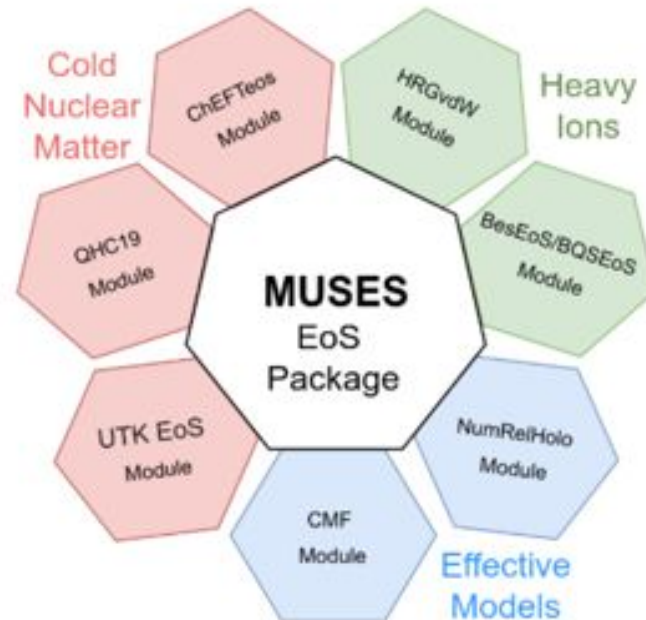 Cold
Nuclear
Matter
ChEFTeos
Module
HRGvdW
Module
Heavy
Ions
QHC19
Module
BesEoS/BQSEoS
Module
MUSES
EoS
Package
UTK EoS
Module
NumRelHolo
Module
CMF
Module
Effective
Models